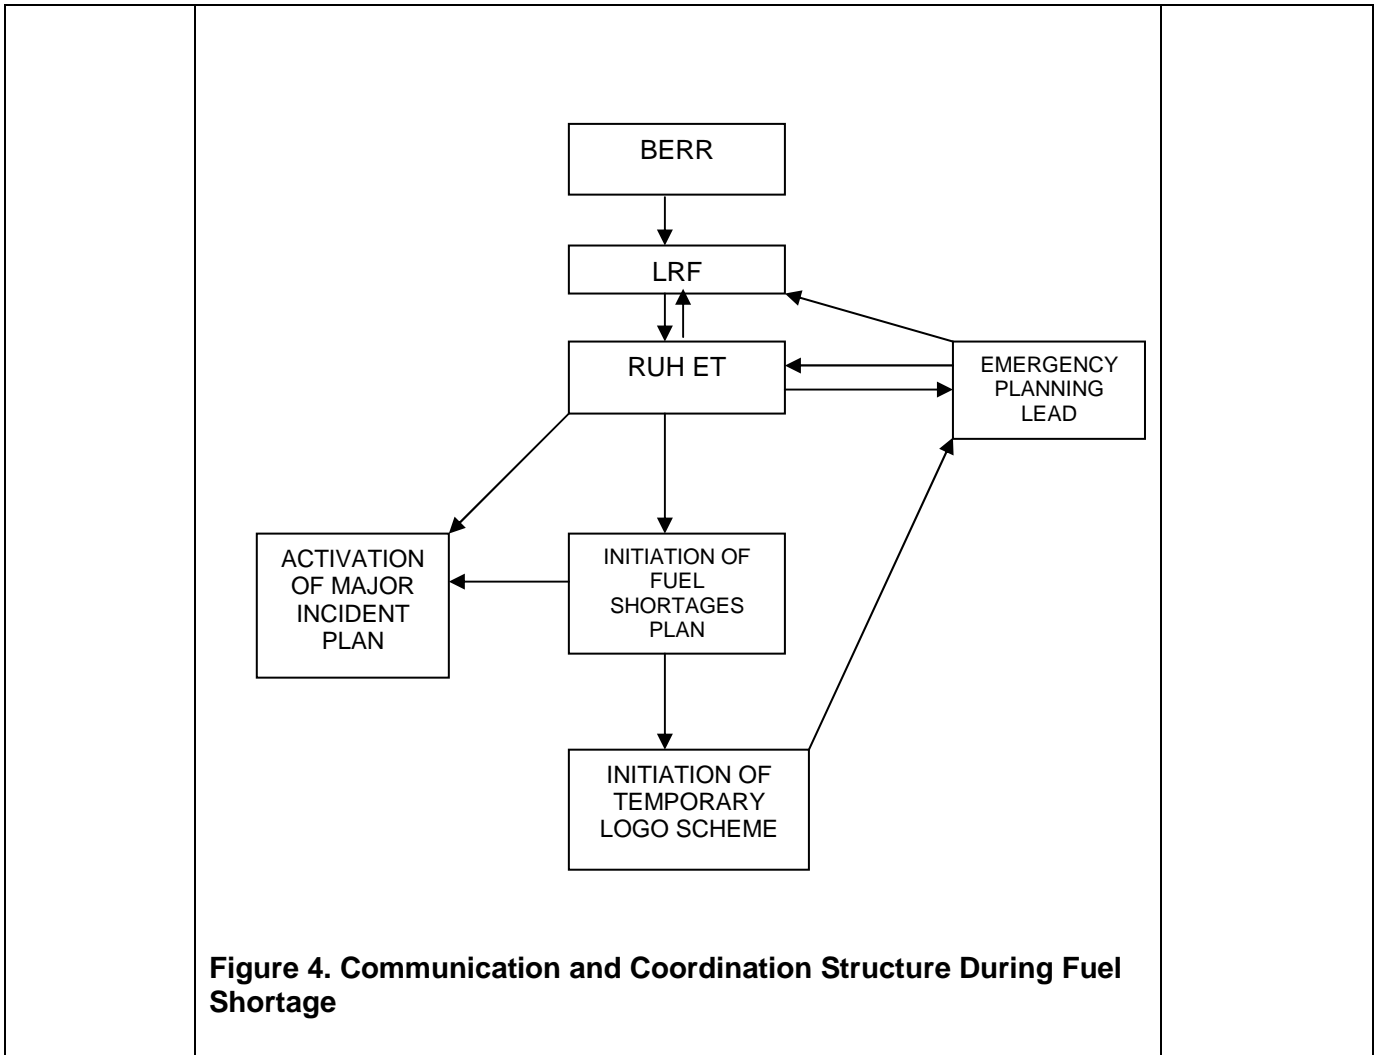 BERR
LRF
RUH ET
EMERGENCY
PLANNING
LEAD
ACTIVATION
OF MAJOR
INCIDENT
PLAN
INITIATION OF
FUEL
SHORTAGES
PLAN
INITIATION OF
TEMPORARY
LOGO SCHEME
Figure 4. Communication and Coordination Structure During Fuel
Shortage